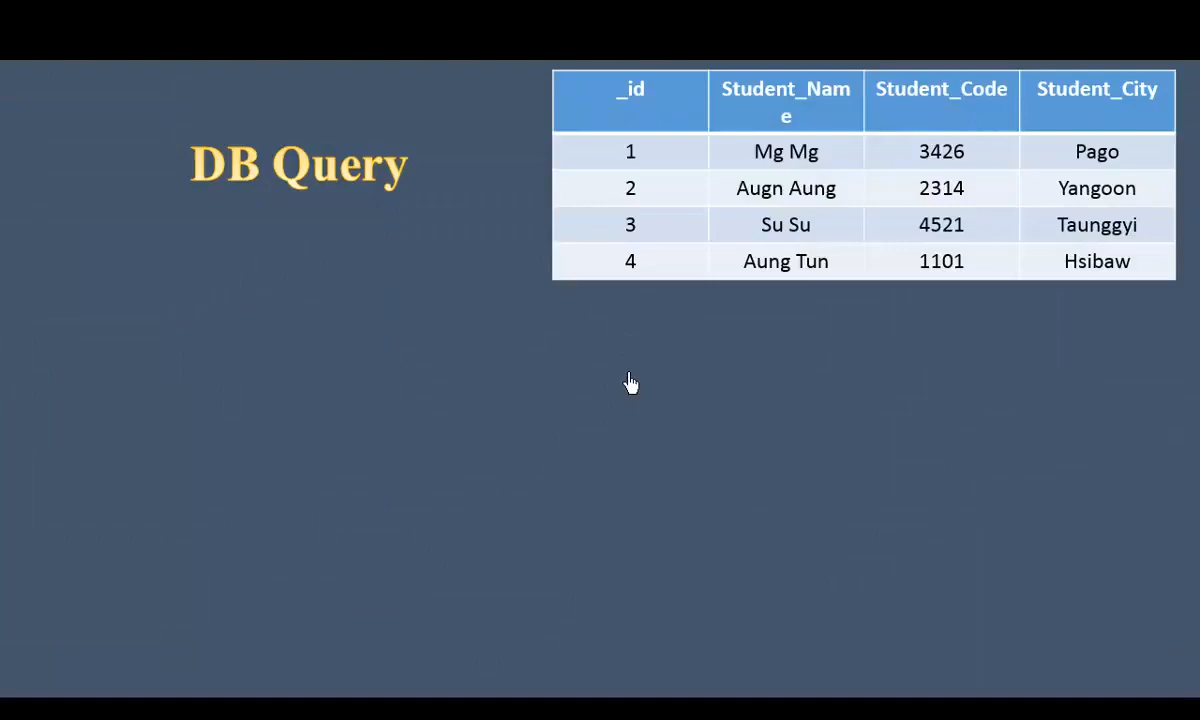 DB Query
_id Student_Nam Student_Code Student_City
e
1 Mg Mg 3426 Pago
2 Augn Aung 2314 Yangoon
3 Su Su 4521 Taunggyi
4 Aung Tun 1101 Hsibaw